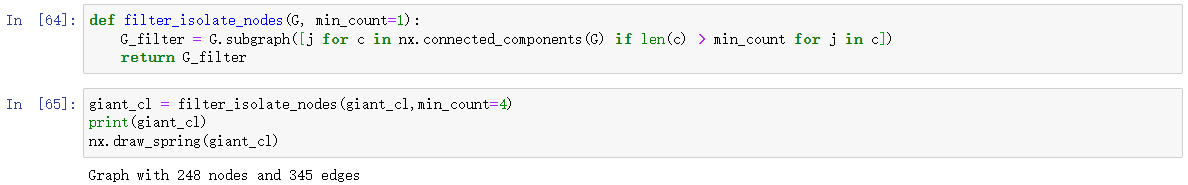 In [64]: def filter_isolate_nodes(G, min_count=1):
    G_filter = G.subgraph([j for c in nx.connected_components(G) if len(c) > min_count for j in c])
    return G_filter
In [65]: giant_cl = filter_isolate_nodes(giant_cl,min_count=4)
print(giant_cl)
nx.draw_spring(giant_cl)
Graph with 248 nodes and 345 edges